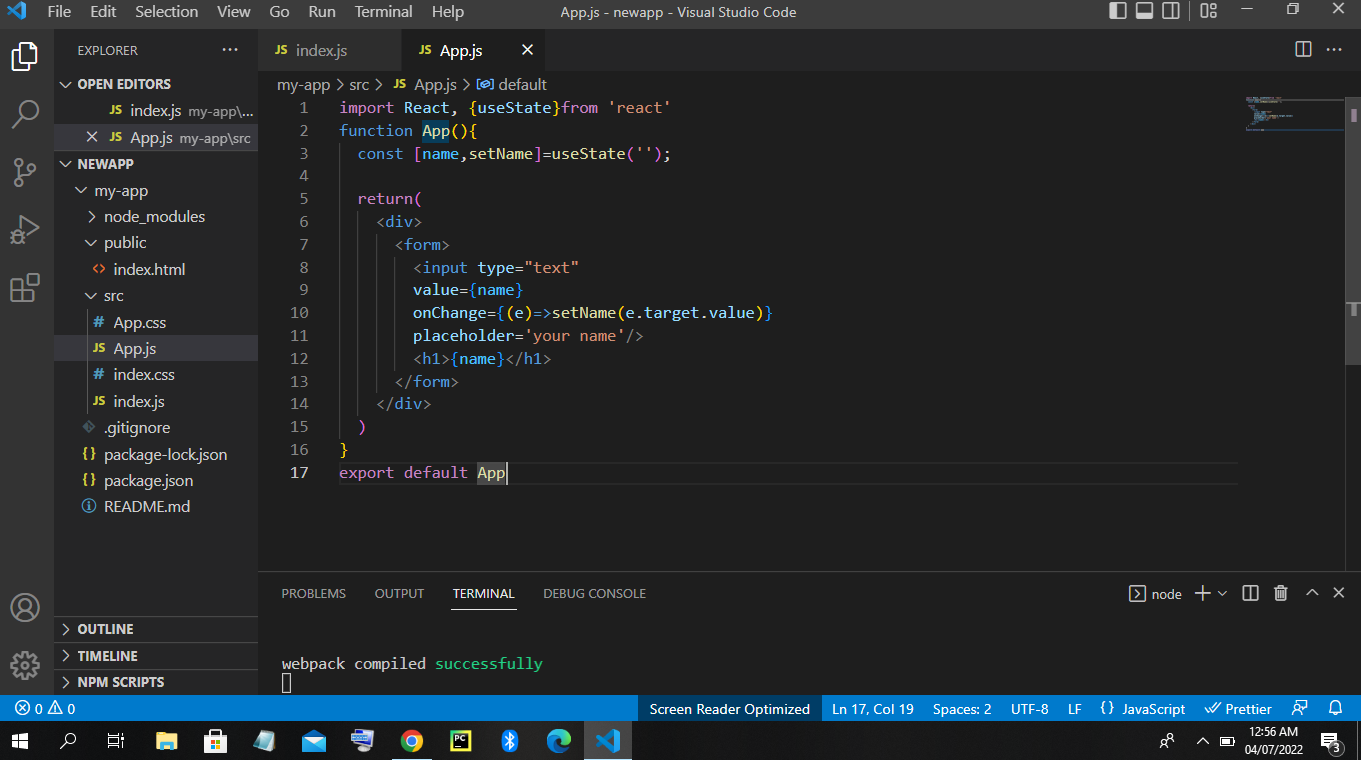 File Edit Selection View Go Run Terminal Help App.js - newapp - Visual Studio Code
EXPLORER
OPEN EDITORS
JS index.js my-app\...
JS App.js my-app\src
NEWAPP
my-app
node_modules
public
<> index.html
src
# App.css
JS App.js
# index.css
JS index.js
.gitignore
{} package-lock.json
{} package.json
README.md
OUTLINE
TIMELINE
NPM SCRIPTS
JS index.js JS App.js
my-app > src > JS App.js > default
1 import React, {useState}from 'react'
2 function App(){
3 const [name,setName]=useState('');
4
5 return(
6 <div>
7 <form>
8 <input type="text"
9 value={name}
10 onChange={(e)=>setName(e.target.value)}
11 placeholder='your name'/>
12 <h1>{name}</h1>
13 </form>
14 </div>
15 )
16 }
17 export default App
PROBLEMS OUTPUT TERMINAL DEBUG CONSOLE node
webpack compiled successfully
0 0 Screen Reader Optimized Ln 17, Col 19 Spaces: 2 UTF-8 LF {} JavaScript Prettier
PC
12:56 AM
04/07/2022
3